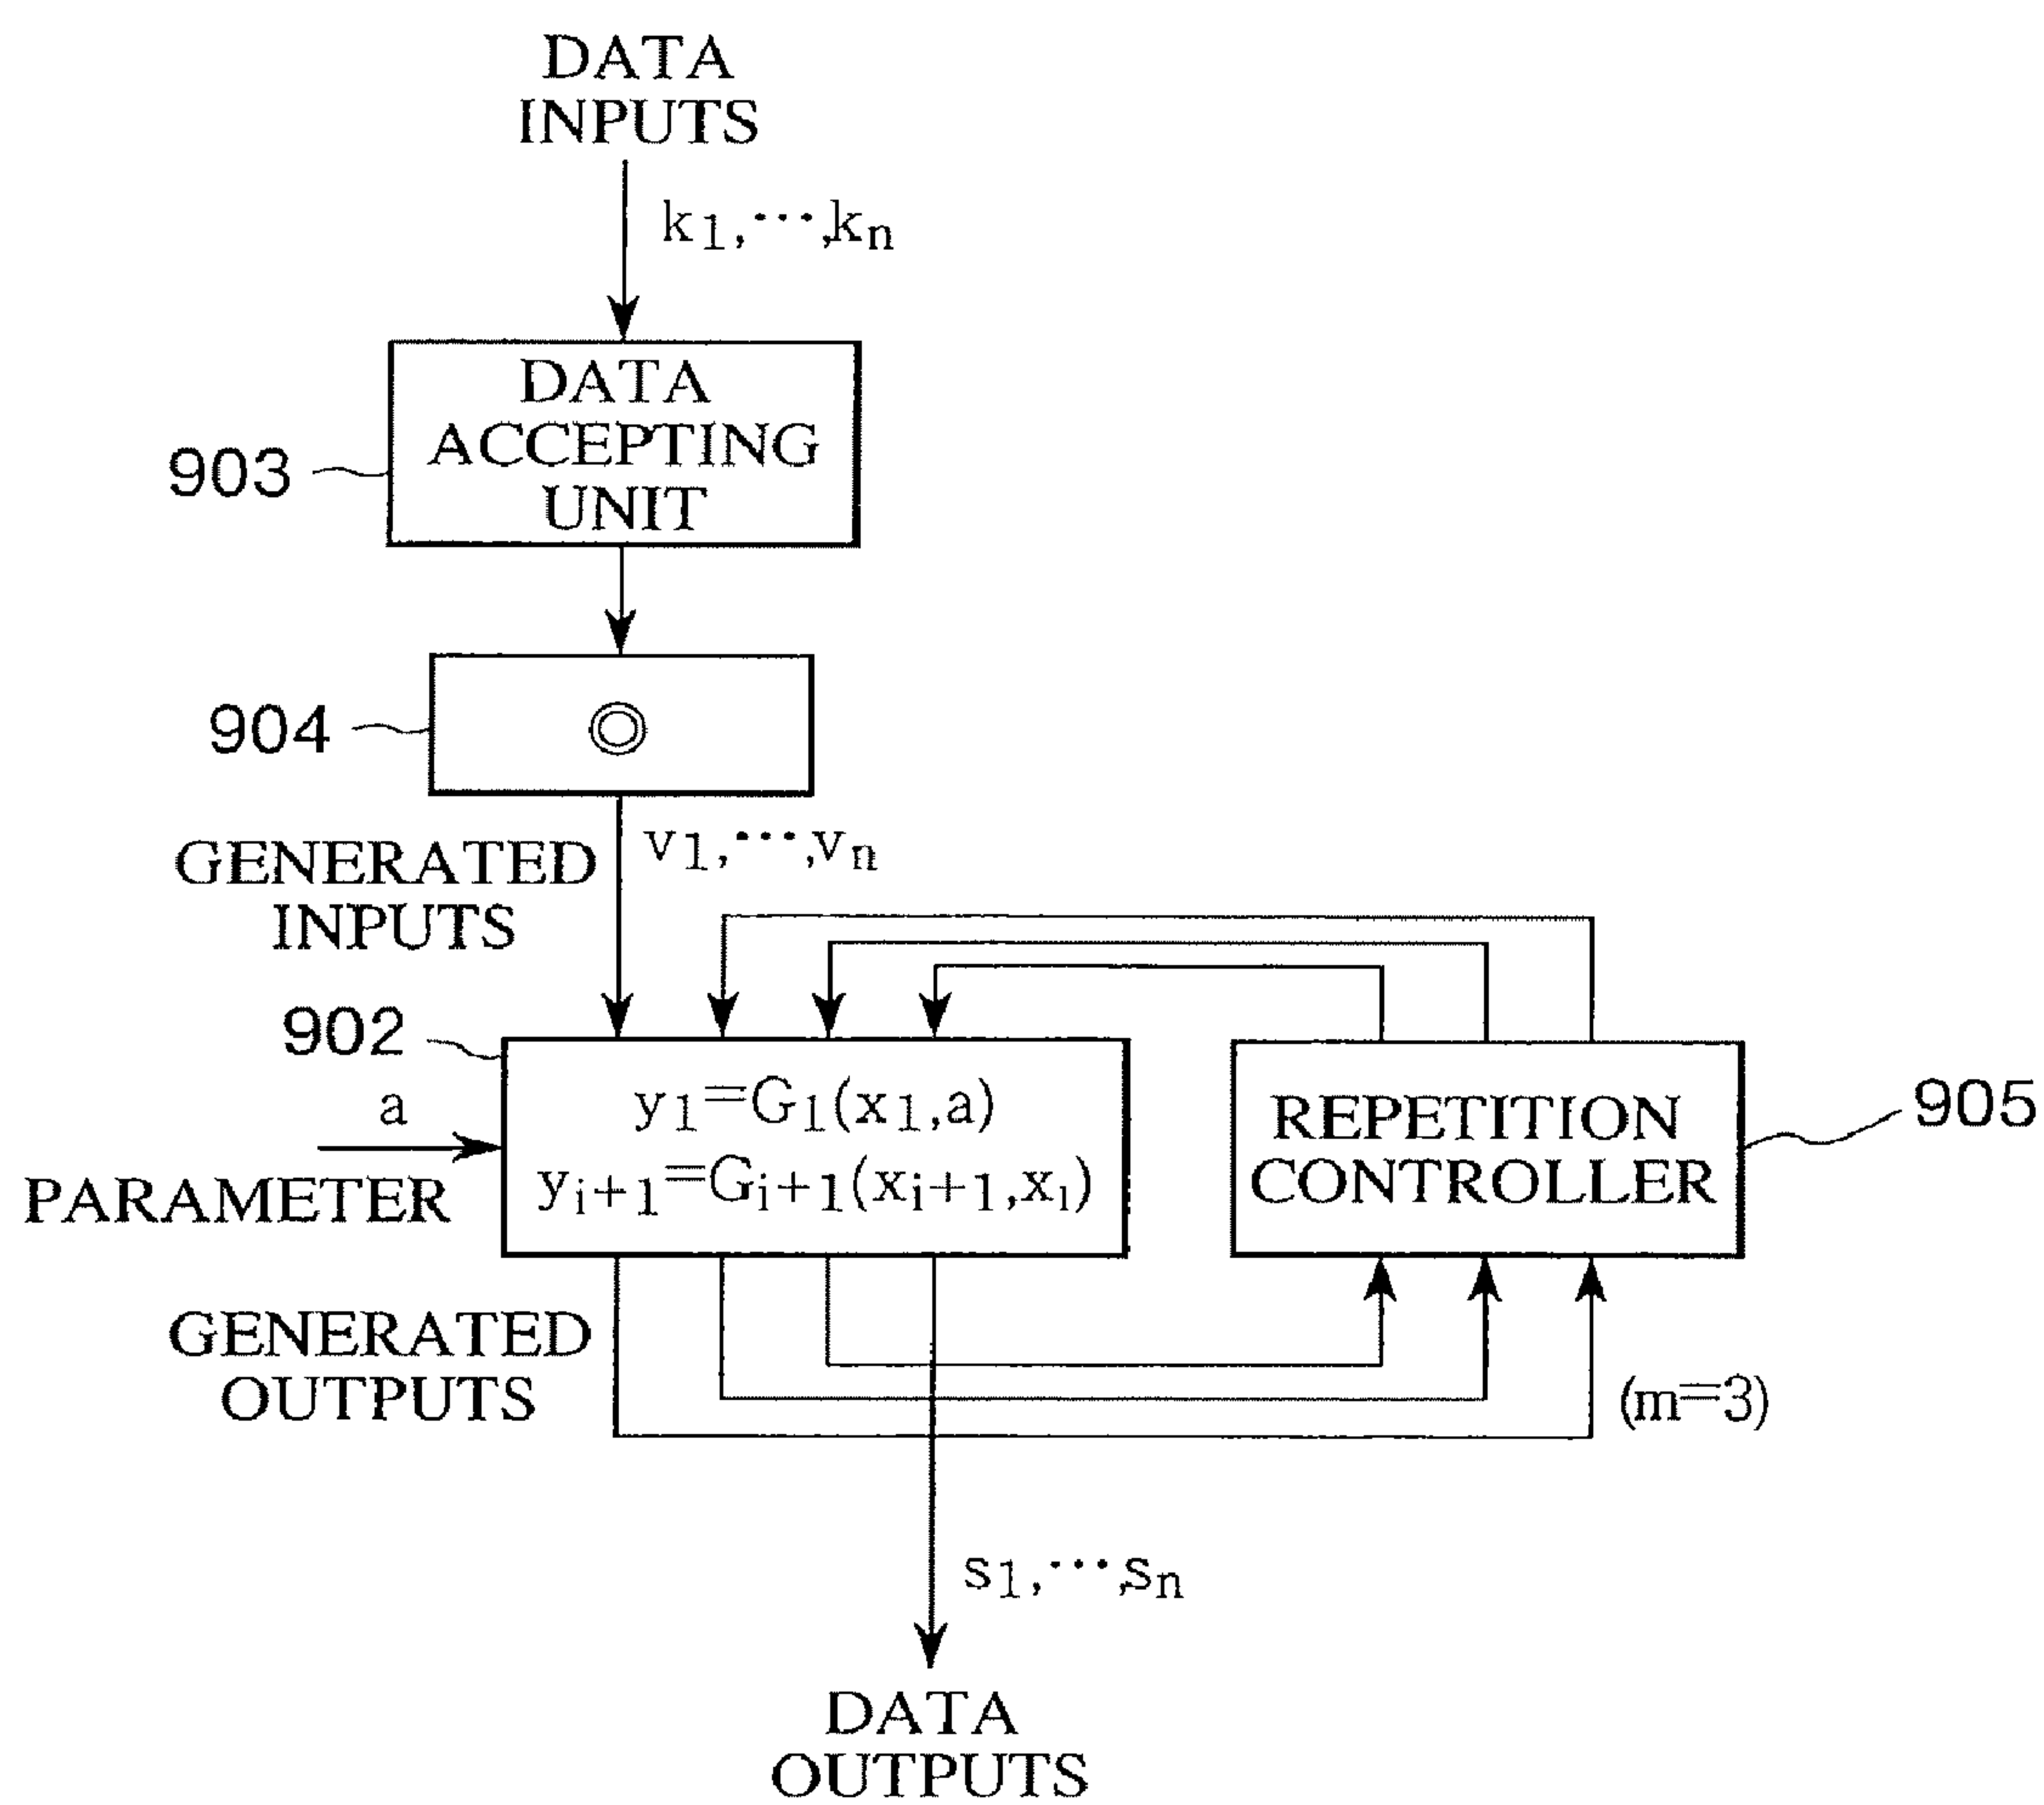 DATA
INPUTS
k1,···,kn
DATA
ACCEPTING
UNIT
903
904
◎
v1,···,vn
GENERATED
INPUTS
902
a
PARAMETER
y1=G1(x1,a)
yi+1=Gi+1(xi+1,xi)
REPETITION
CONTROLLER
905
GENERATED
OUTPUTS
(m=3)
s1,···,sn
DATA
OUTPUTS